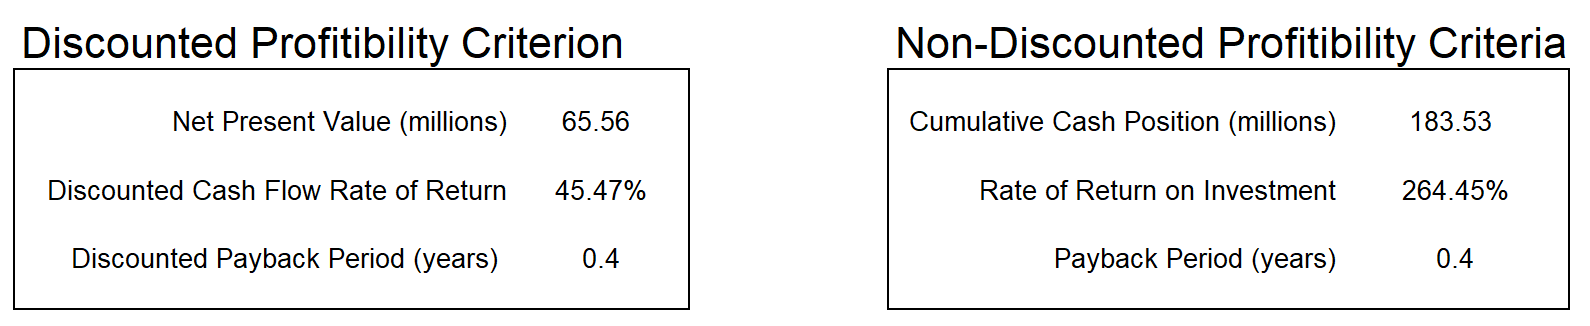 Discounted Profitibility Criterion
Net Present Value (millions) 65.56
Discounted Cash Flow Rate of Return 45.47%
Discounted Payback Period (years) 0.4
Non-Discounted Profitibility Criteria
Cumulative Cash Position (millions) 183.53
Rate of Return on Investment 264.45%
Payback Period (years) 0.4